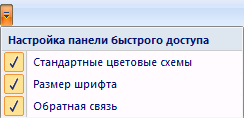 Настройка панели быстрого доступа
Стандартные цветовые схемы
Размер шрифта
Обратная связь